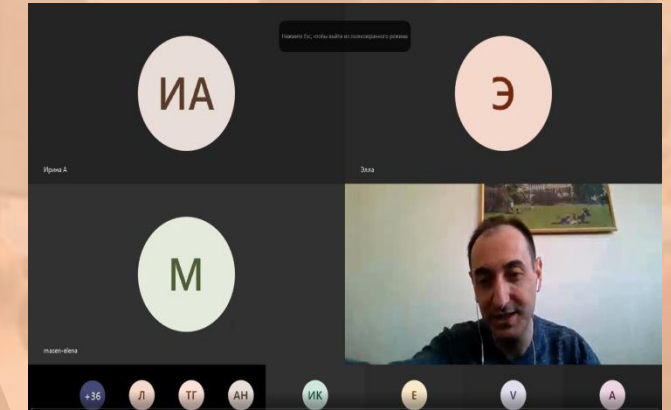 Нажмите Esc, чтобы выйти из полноэкранного режима
ИА
Э
Ирина А
Элла
М
masen-elena
+36 Л ТГ АН ИК Е V А